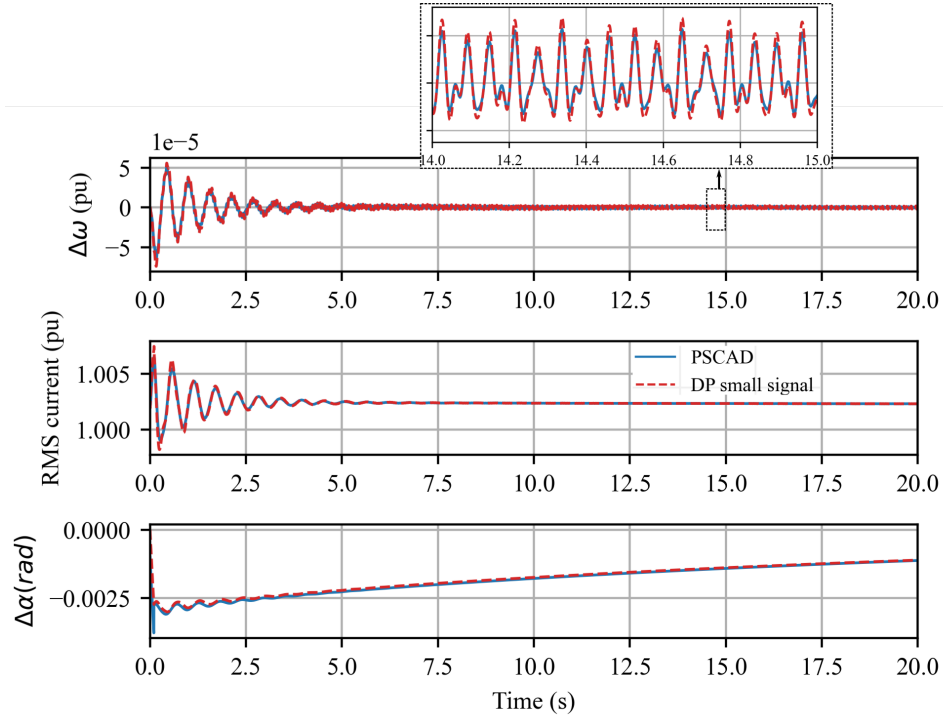 14.0 14.2 14.4 14.6 14.8 15.0
1e−5
5
0
−5
Δω (pu)
0.0 2.5 5.0 7.5 10.0 12.5 15.0 17.5 20.0
1.005
1.000
RMS current (pu)
PSCAD
DP small signal
0.0 2.5 5.0 7.5 10.0 12.5 15.0 17.5 20.0
0.0000
−0.0025
Δα(rad)
0.0 2.5 5.0 7.5 10.0 12.5 15.0 17.5 20.0
Time (s)